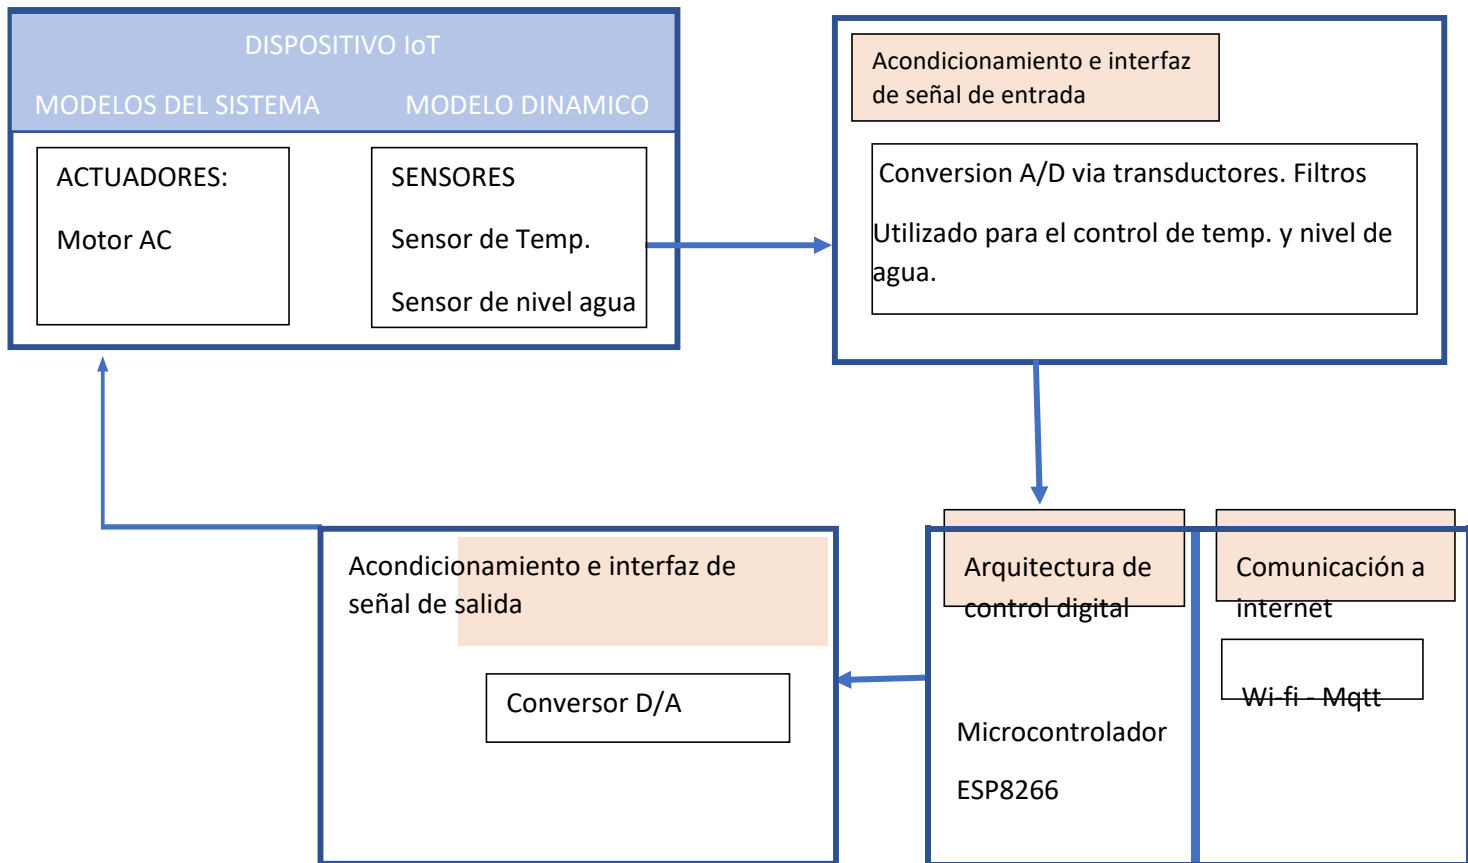 DISPOSITIVO IoT
MODELOS DEL SISTEMA MODELO DINAMICO
ACTUADORES:
Motor AC
SENSORES
Sensor de Temp.
Sensor de nivel agua
Acondicionamiento e interfaz
de señal de entrada
Conversion A/D via transductores. Filtros
Utilizado para el control de temp. y nivel de
agua.
Acondicionamiento e interfaz de
señal de salida
Conversor D/A
Arquitectura de
control digital
Microcontrolador
ESP8266
Comunicación a
internet
Wi-fi - Mqtt